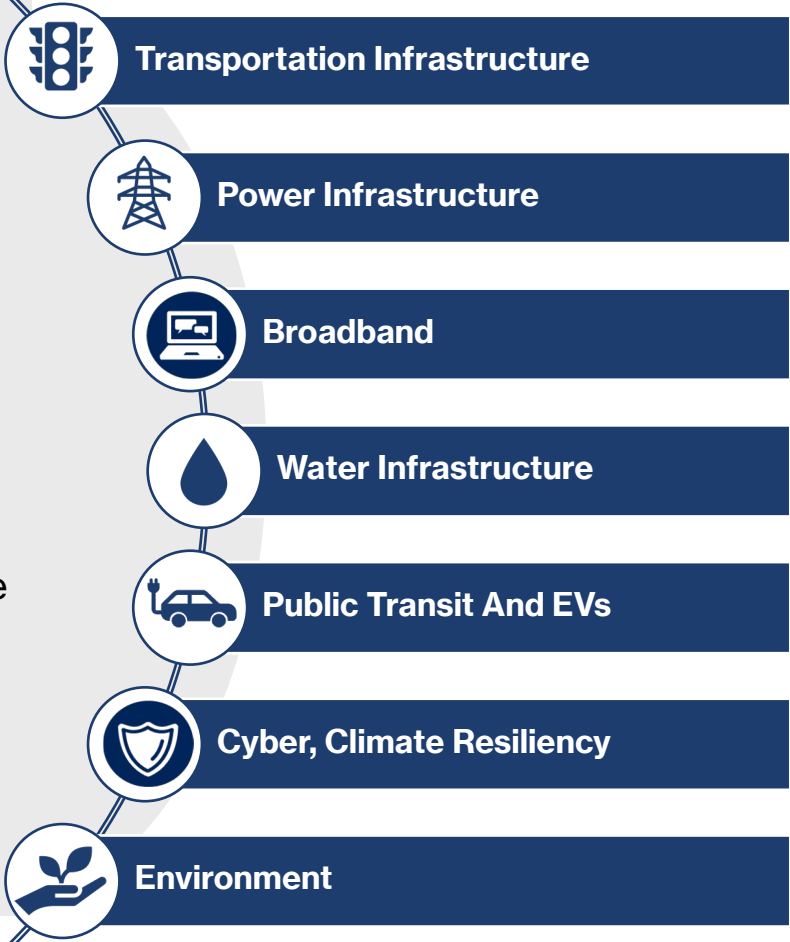 Transportation Infrastructure
Power Infrastructure
Broadband
Water Infrastructure
e
Public Transit And EVs
Cyber, Climate Resiliency
Environment